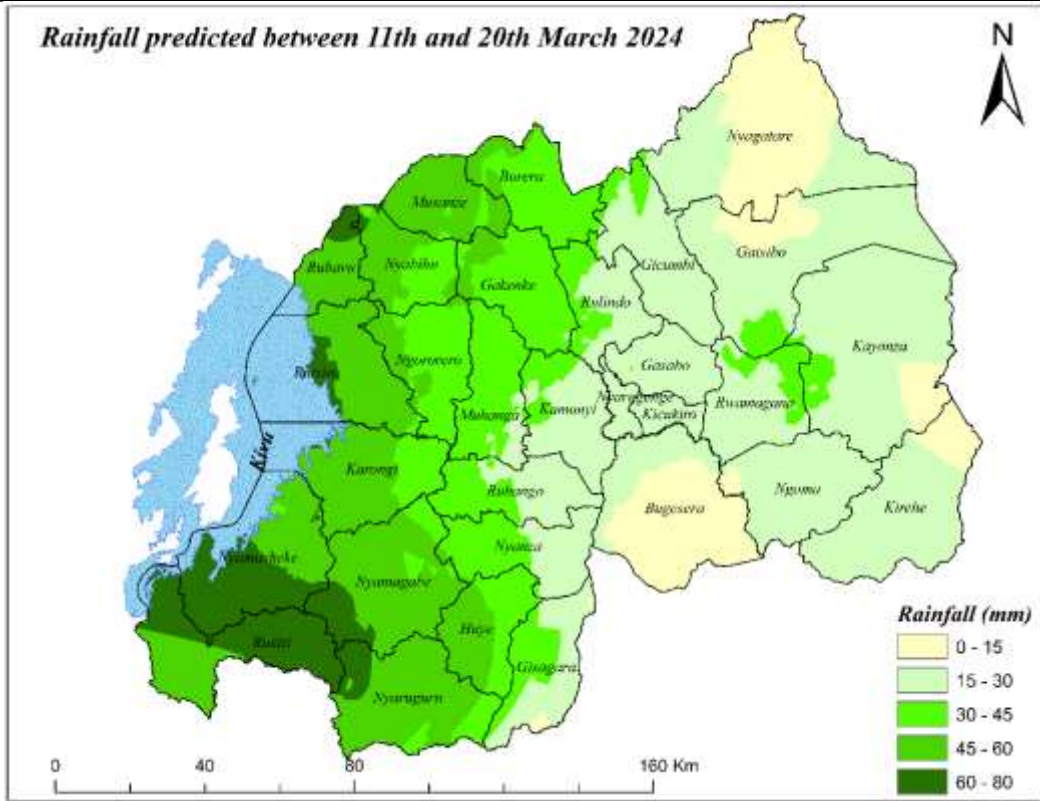 Rainfall predicted between 11th and 20th March 2024
N
Nyagatare
Burera
Musanze
Rubavu
Nyabihu
Gakenke
Gicumbi
Gatsibo
Rulindo
Rutsiro
Ngororero
Gasabo
Kayonza
Muhanga
Kamonyi
Nyarugenge
Kicukiro
Rwamagana
Kivu
Karongi
Ruhango
Bugesera
Ngoma
Kirehe
Nyanza
Nyamasheke
Nyamagabe
Huye
Rusizi
Gisagara
Nyaruguru
Rainfall (mm)
0 - 15
15 - 30
30 - 45
45 - 60
60 - 80
0 40 80 160 Km